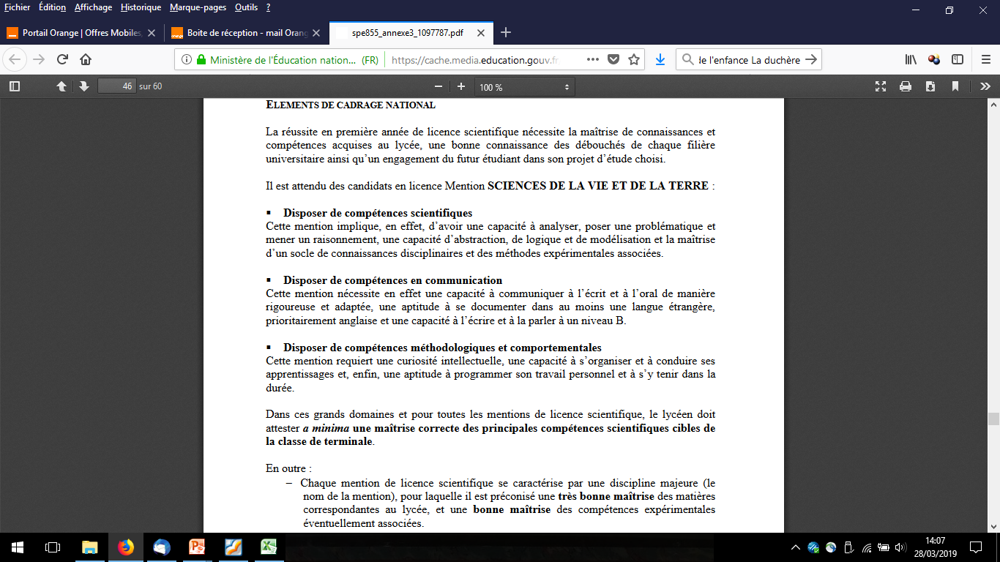 Fichier Édition Affichage Historique Marque-pages Outils ?
Portail Orange | Offres Mobiles,
Boite de réception - mail Orang
spe855_annexe3_1097787.pdf
Ministère de l'Éducation nation... (FR)
https://cache.media.education.gouv.fr
le l'enfance La duchère
46 sur 60
100 %
ELEMENTS DE CADRAGE NATIONAL
La réussite en première année de licence scientifique nécessite la maîtrise de connaissances et
compétences acquises au lycée, une bonne connaissance des débouchés de chaque filière
universitaire ainsi qu’un engagement du futur étudiant dans son projet d’étude choisi.
Il est attendu des candidats en licence Mention SCIENCES DE LA VIE ET DE LA TERRE :
▪ Disposer de compétences scientifiques
Cette mention implique, en effet, d’avoir une capacité à analyser, poser une problématique et
mener un raisonnement, une capacité d’abstraction, de logique et de modélisation et la maîtrise
d’un socle de connaissances disciplinaires et des méthodes expérimentales associées.
▪ Disposer de compétences en communication
Cette mention nécessite en effet une capacité à communiquer à l’écrit et à l’oral de manière
rigoureuse et adaptée, une aptitude à se documenter dans au moins une langue étrangère,
prioritairement anglaise et une capacité à l’écrire et à la parler à un niveau B.
▪ Disposer de compétences méthodologiques et comportementales
Cette mention requiert une curiosité intellectuelle, une capacité à s’organiser et à conduire ses
apprentissages et, enfin, une aptitude à programmer son travail personnel et à s’y tenir dans la
durée.
Dans ces grands domaines et pour toutes les mentions de licence scientifique, le lycéen doit
attester a minima une maîtrise correcte des principales compétences scientifiques cibles de
la classe de terminale.
En outre :
– Chaque mention de licence scientifique se caractérise par une discipline majeure (le
nom de la mention), pour laquelle il est préconisé une très bonne maîtrise des matières
correspondantes au lycée, et une bonne maîtrise des compétences expérimentales
éventuellement associées.
14:07
28/03/2019